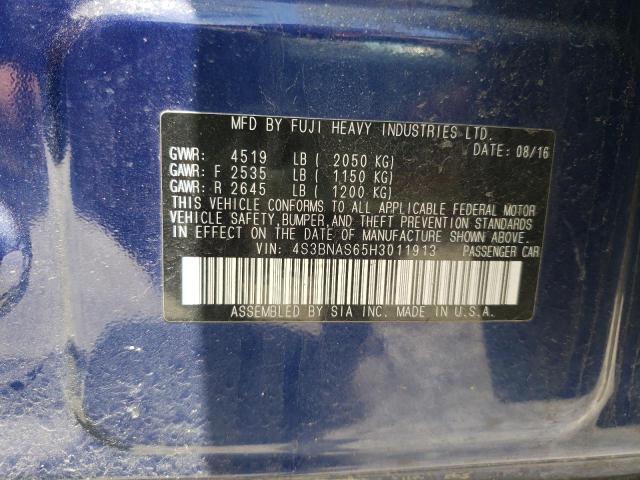 MFD BY FUJI HEAVY INDUSTRIES LTD.
DATE: 08/16
GVWR: 4519 LB ( 2050 KG)
GAWR: F 2535 LB ( 1150 KG)
GAWR: R 2645 LB ( 1200 KG)
THIS VEHICLE CONFORMS TO ALL APPLICABLE FEDERAL MOTOR
VEHICLE SAFETY, BUMPER, AND THEFT PREVENTION STANDARDS
IN EFFECT ON THE DATE OF MANUFACTURE SHOWN ABOVE.
VIN: 4S3BNAS65H3011913 PASSENGER CAR
ASSEMBLED BY SIA INC. MADE IN U.S.A.